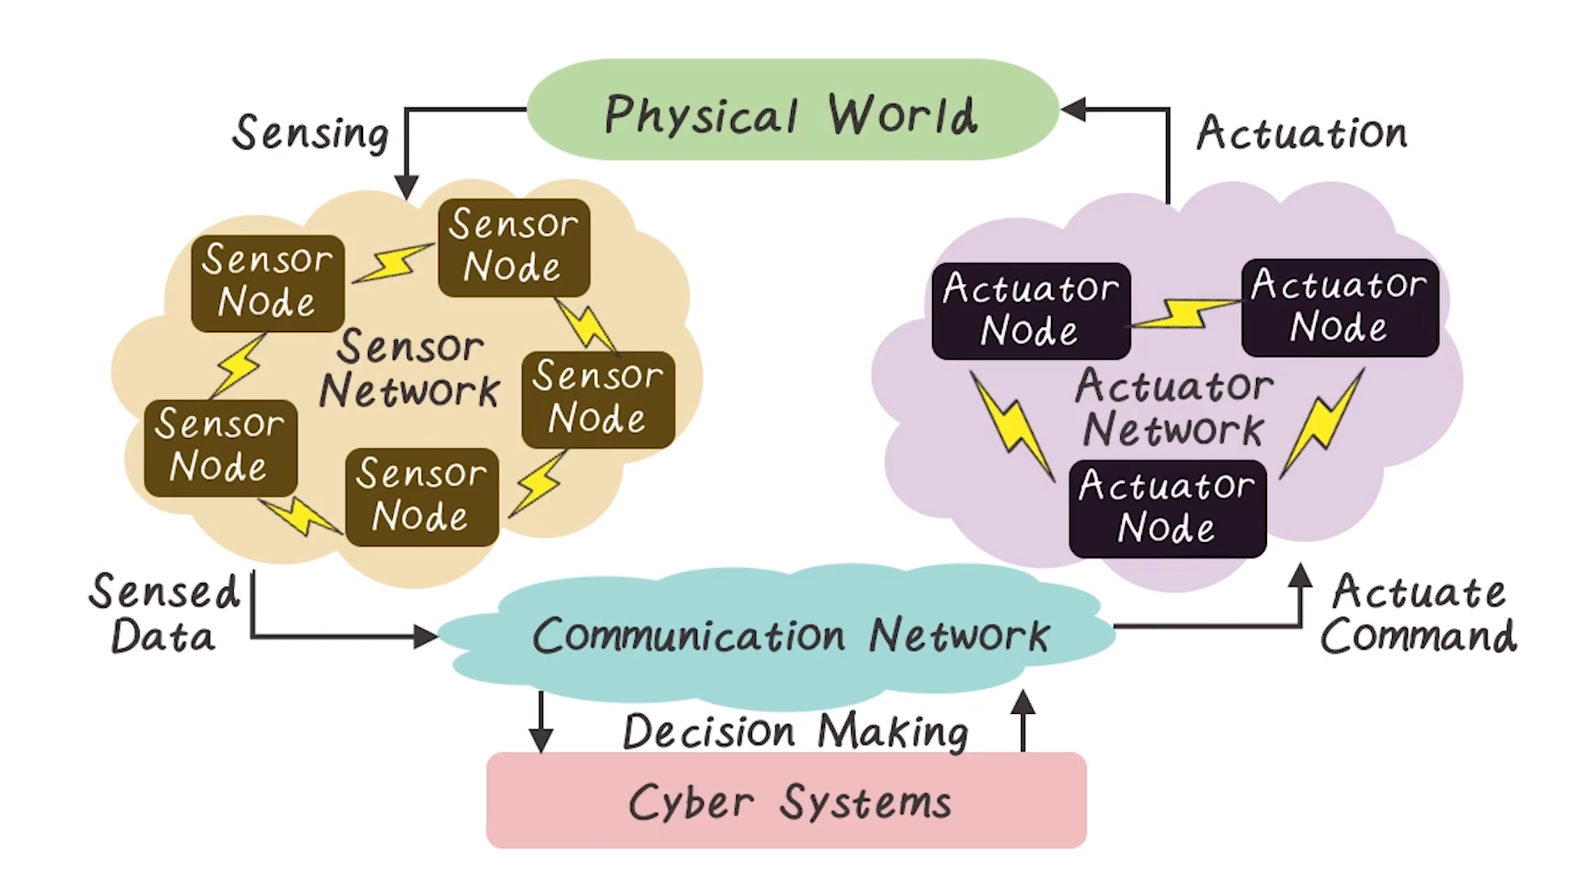 Physical World
Sensing
Actuation
Sensor
Node
Sensor
Node
Sensor
Network
Sensor
Node
Sensor
Node
Sensor
Node
Actuator
Node
Actuator
Node
Actuator
Network
Actuator
Node
Sensed
Data
Communication Network
Actuate
Command
Decision Making
Cyber Systems